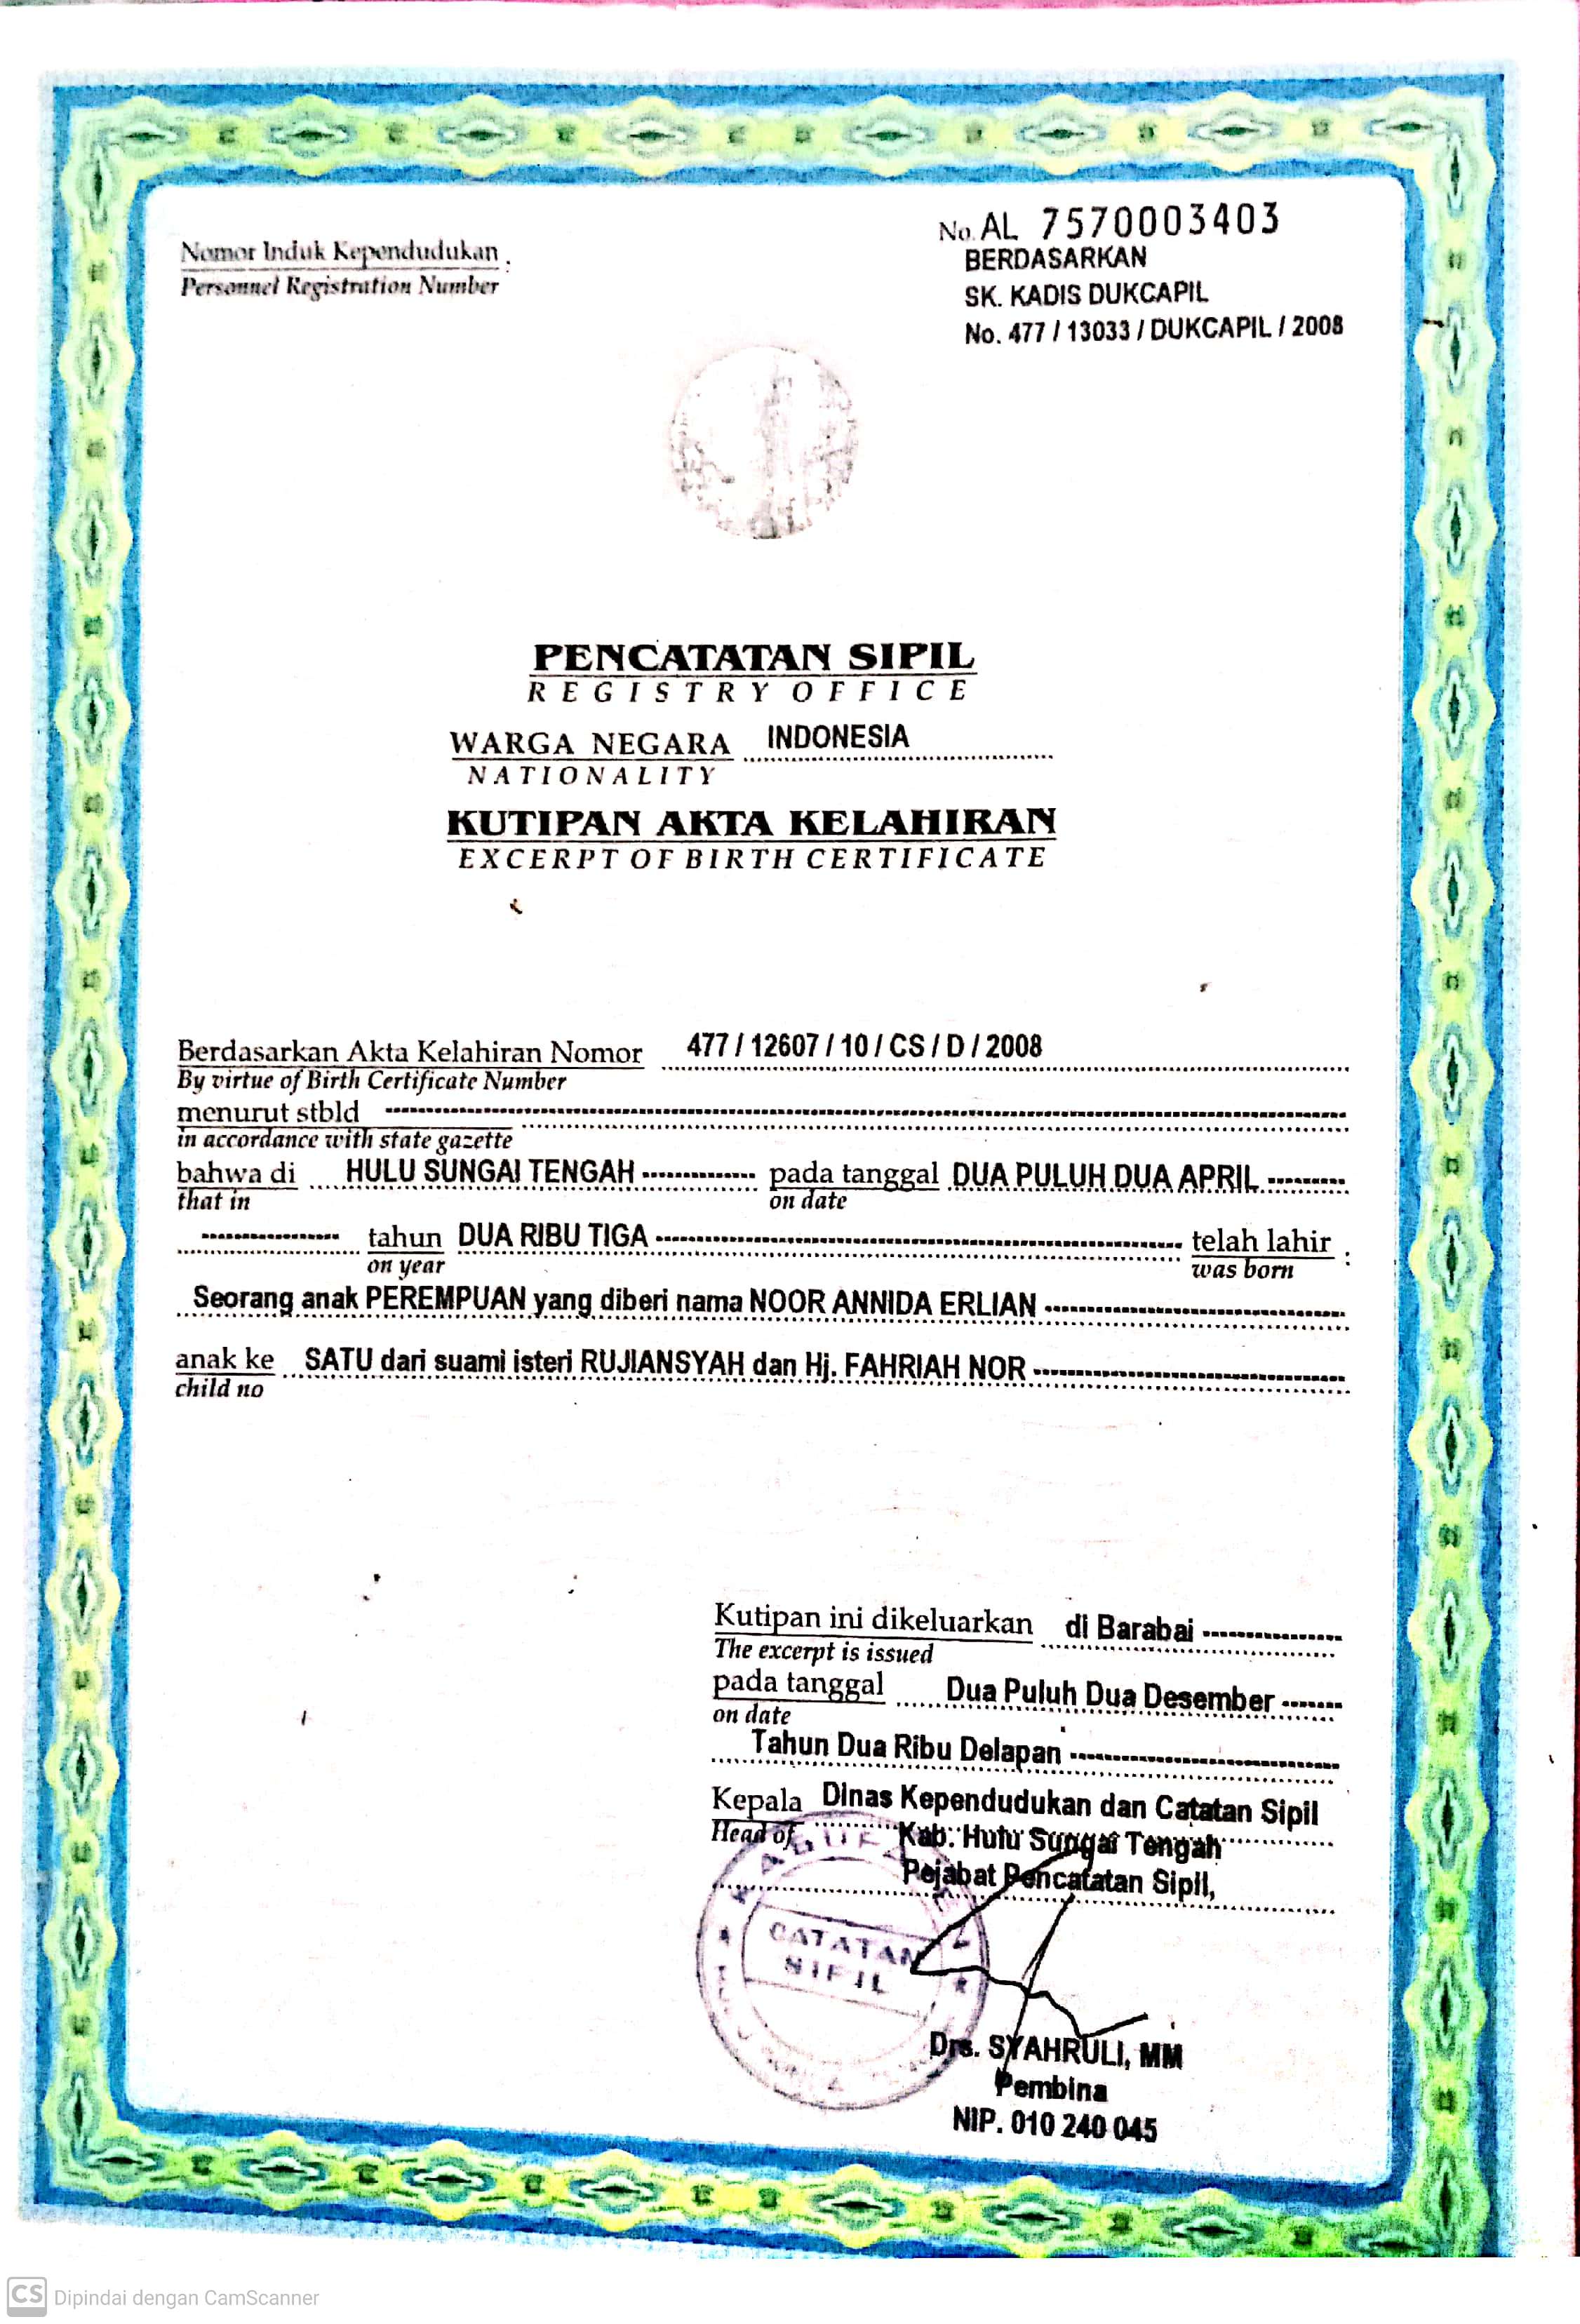 No. AL 7570003403
Nomor Induk Kependudukan :
Personnel Registration Number
BERDASARKAN
SK. KADIS DUKCAPIL
No. 477 / 13033 / DUKCAPIL / 2008
PENCATATAN SIPIL
REGISTRY OFFICE
WARGA NEGARA INDONESIA
NATIONALITY
KUTIPAN AKTA KELAHIRAN
EXCERPT OF BIRTH CERTIFICATE
Berdasarkan Akta Kelahiran Nomor 477 / 12607 / 10 / CS / D / 2008
By virtue of Birth Certificate Number
menurut stbld
in accordance with state gazette
bahwa di HULU SUNGAI TENGAH pada tanggal DUA PULUH DUA APRIL
that in on date
tahun DUA RIBU TIGA telah lahir :
on year was born
Seorang anak PEREMPUAN yang diberi nama NOOR ANNIDA ERLIAN
anak ke SATU dari suami isteri RUJIANSYAH dan Hj. FAHRIAH NOR
child no
Kutipan ini dikeluarkan di Barabai
The excerpt is issued
pada tanggal Dua Puluh Dua Desember
on date
Tahun Dua Ribu Delapan
Kepala Dinas Kependudukan dan Catatan Sipil
Head of Kab. Hulu Sungai Tengah
Pejabat Pencatatan Sipil,
CATATAN
SIPIL
Drs. SYAHRULI, MM
Pembina
NIP. 010 240 045
CS Dipindai dengan CamScanner